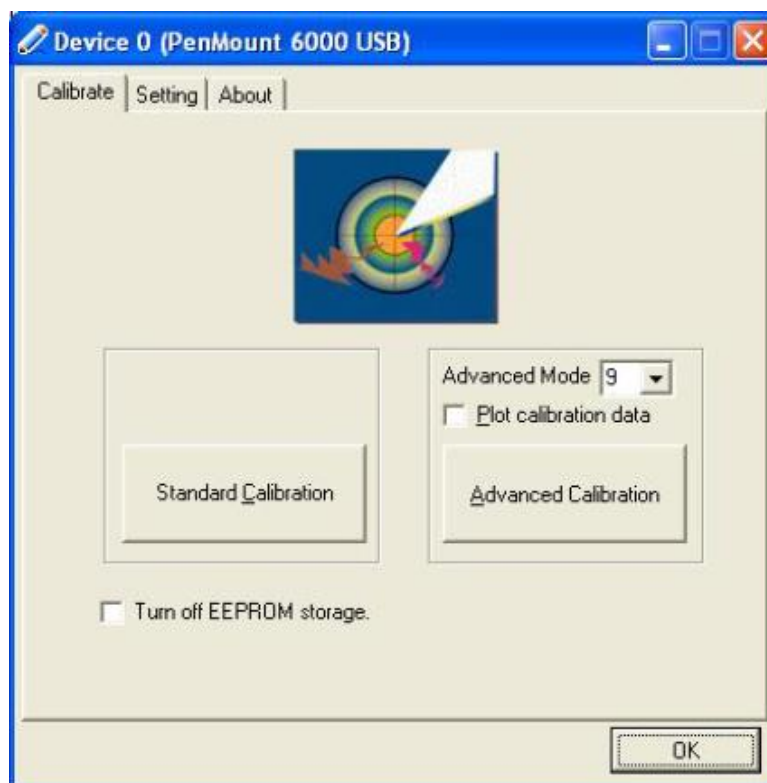 Device 0 (PenMount 6000 USB)
Calibrate Setting About
Advanced Mode 9
Plot calibration data
Standard Calibration
Advanced Calibration
Turn off EEPROM storage.
OK